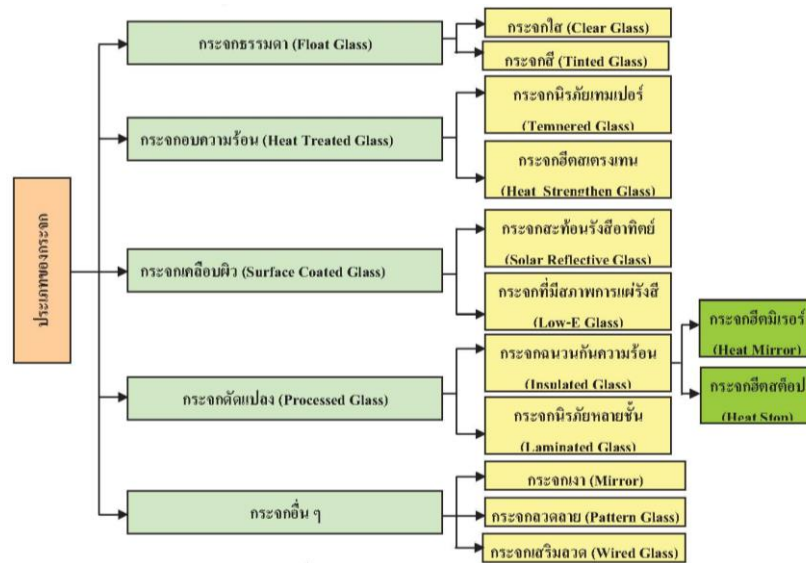 ประเภทของกระจก
กระจกธรรมดา (Float Glass)
กระจกใส (Clear Glass)
กระจกสี (Tinted Glass)
กระจกอบความร้อน (Heat Treated Glass)
กระจกนิรภัยเทมเปอร์
(Tempered Glass)
กระจกฮีตสเตรงเทน
(Heat Strengthen Glass)
กระจกเคลือบผิว (Surface Coated Glass)
กระจกสะท้อนรังสีอาทิตย์
(Solar Reflective Glass)
กระจกที่มีสภาพการแผ่รังสี
(Low-E Glass)
กระจกดัดแปลง (Processed Glass)
กระจกฉนวนกันความร้อน
(Insulated Glass)
กระจกฮีตมิเรอร์
(Heat Mirror)
กระจกฮีตสต็อป
(Heat Stop)
กระจกนิรภัยหลายชั้น
(Laminated Glass)
กระจกอื่น ๆ
กระจกเงา (Mirror)
กระจกลวดลาย (Pattern Glass)
กระจกเสริมลวด (Wired Glass)